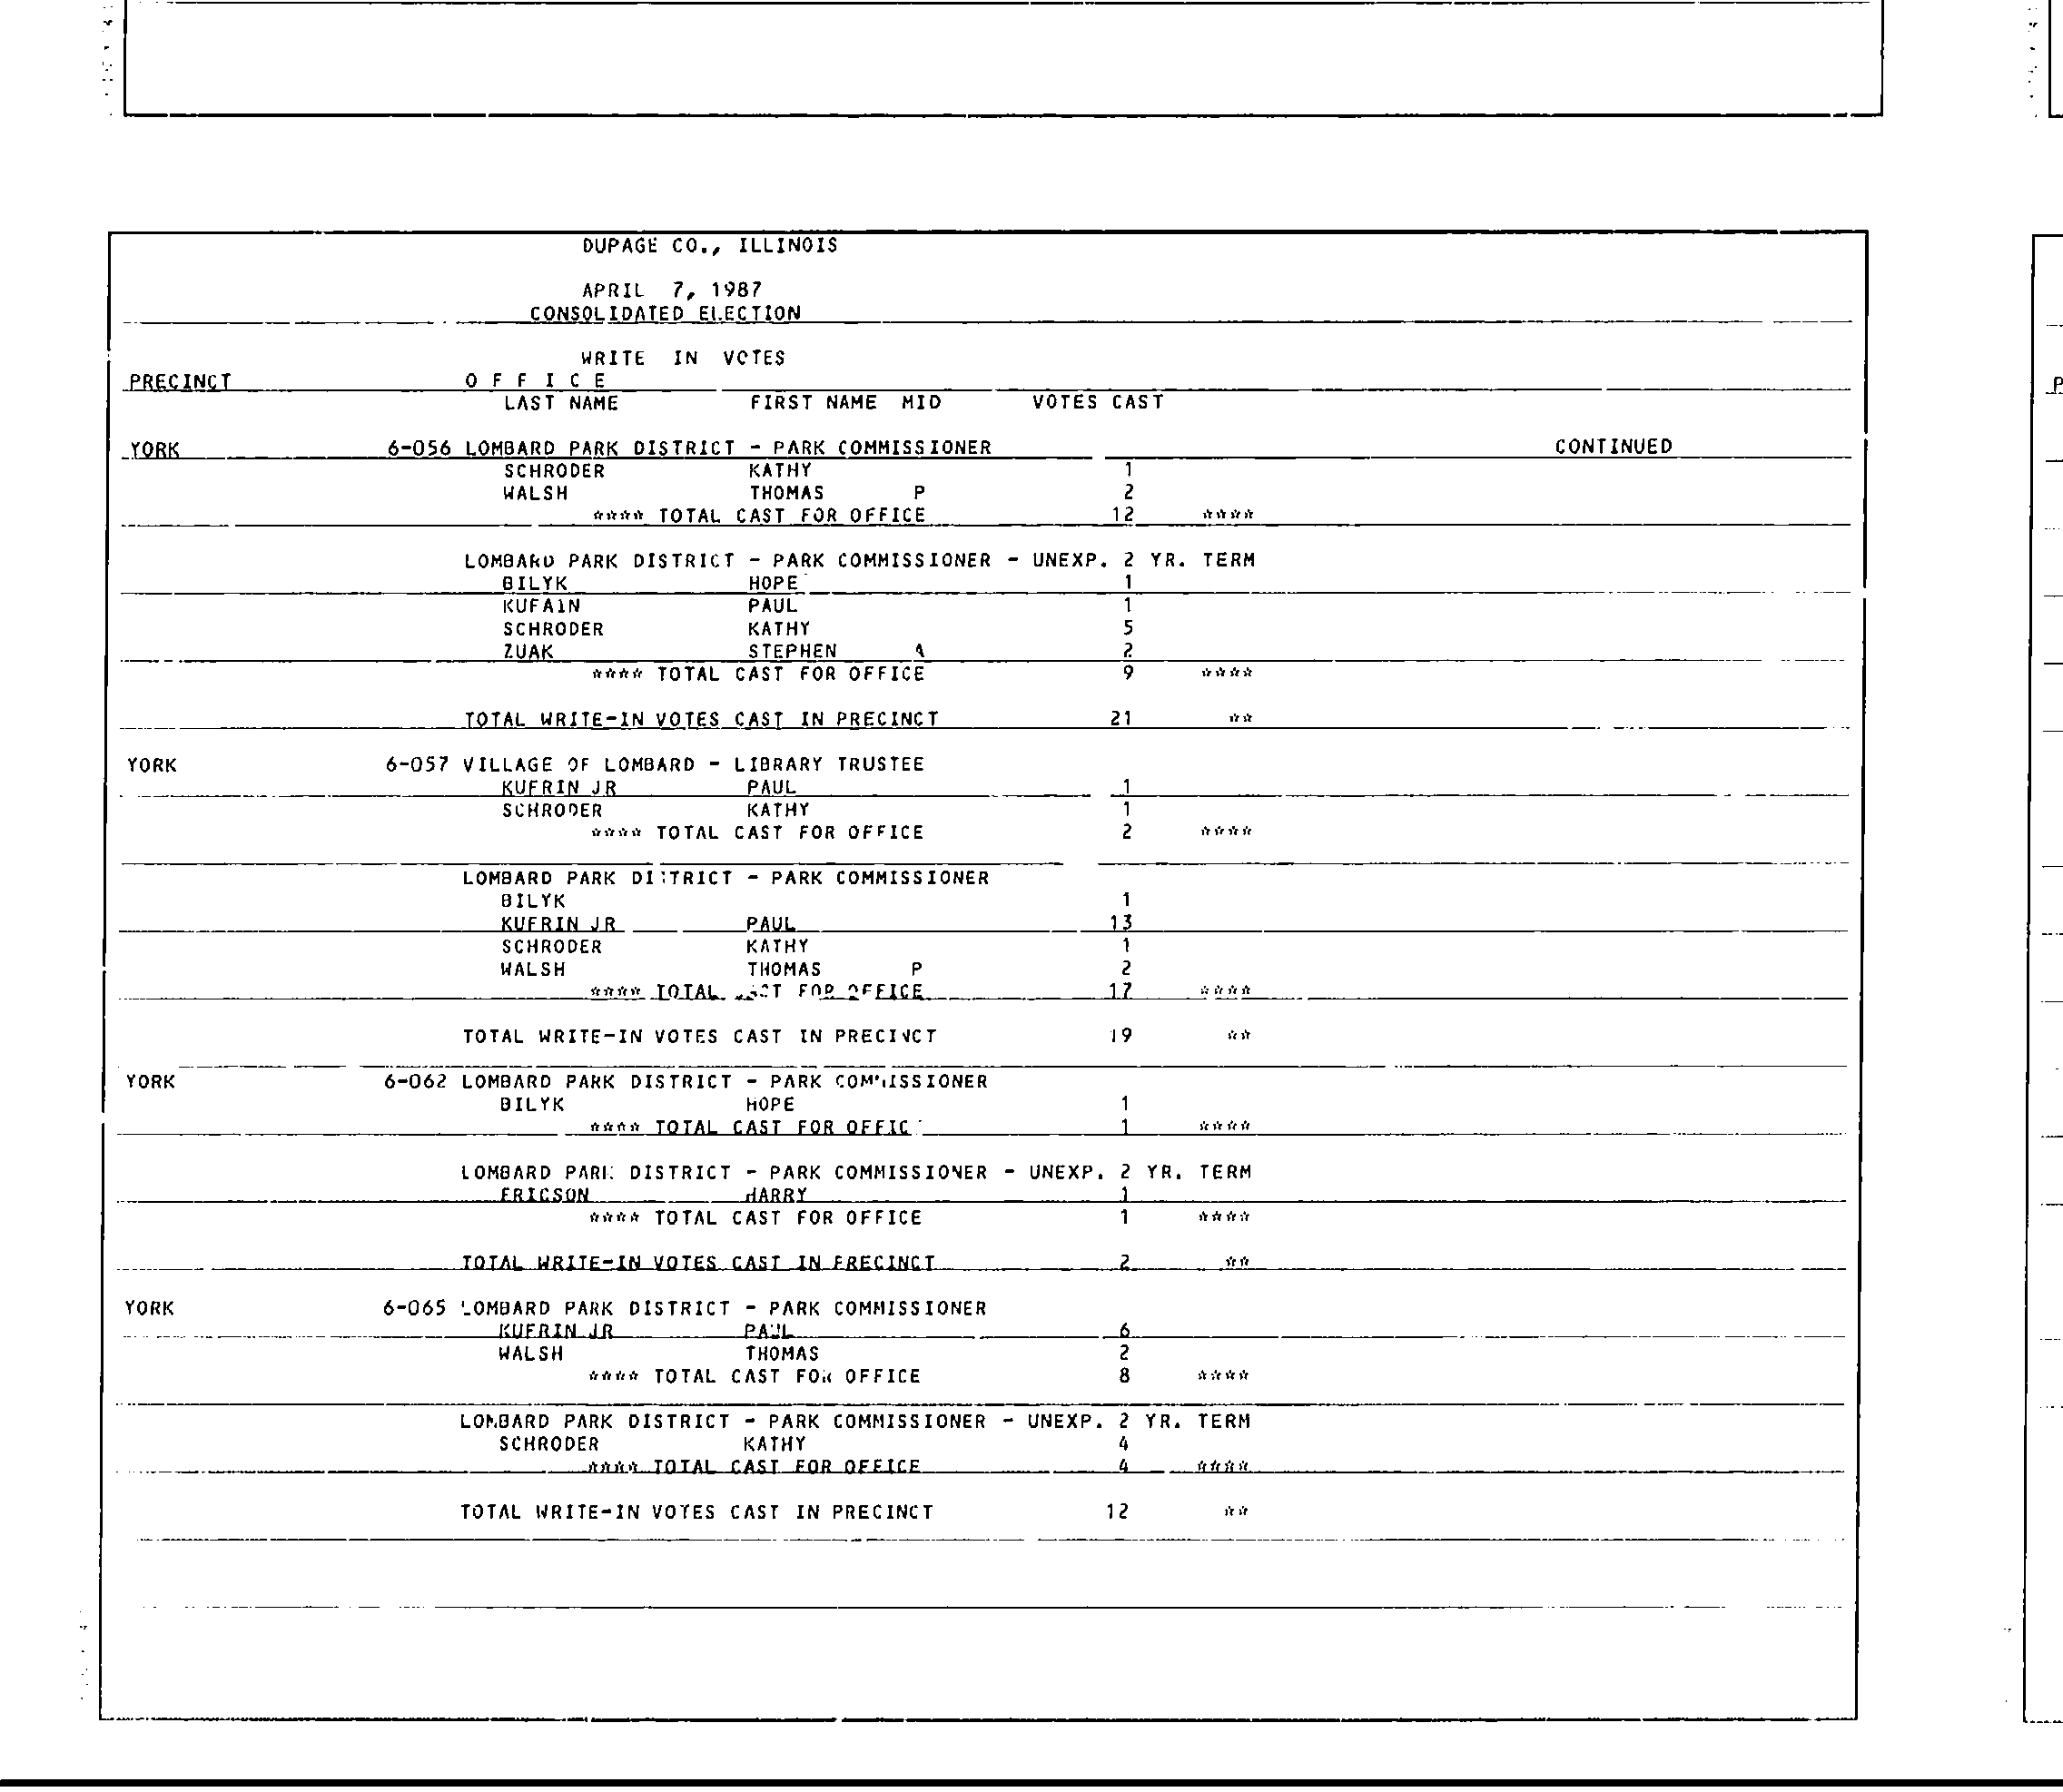 DUPAGE CO., ILLINOIS
APRIL 7, 1987
CONSOLIDATED ELECTION
WRITE IN VOTES
PRECINCT O F F I C E
LAST NAME FIRST NAME MID VOTES CAST
YORK 6-056 LOMBARD PARK DISTRICT - PARK COMMISSIONER CONTINUED
SCHRODER KATHY 1
WALSH THOMAS P 2
**** TOTAL CAST FOR OFFICE 12 ****
LOMBARD PARK DISTRICT - PARK COMMISSIONER - UNEXP. 2 YR. TERM
BILYK HOPE 1
KUFAIN PAUL 1
SCHRODER KATHY 5
ZUAK STEPHEN A 2
**** TOTAL CAST FOR OFFICE 9 ****
TOTAL WRITE-IN VOTES CAST IN PRECINCT 21 **
YORK 6-057 VILLAGE OF LOMBARD - LIBRARY TRUSTEE
KUFRIN JR PAUL 1
SCHRODER KATHY 1
**** TOTAL CAST FOR OFFICE 2 ****
LOMBARD PARK DISTRICT - PARK COMMISSIONER
BILYK 1
KUFRIN JR PAUL 13
SCHRODER KATHY 1
WALSH THOMAS P 2
**** TOTAL CAST FOR OFFICE 17 ****
TOTAL WRITE-IN VOTES CAST IN PRECINCT 19 **
YORK 6-062 LOMBARD PARK DISTRICT - PARK COMMISSIONER
BILYK HOPE 1
**** TOTAL CAST FOR OFFICE 1 ****
LOMBARD PARK DISTRICT - PARK COMMISSIONER - UNEXP. 2 YR. TERM
ERICSON HARRY 1
**** TOTAL CAST FOR OFFICE 1 ****
TOTAL WRITE-IN VOTES CAST IN PRECINCT 2 **
YORK 6-065 LOMBARD PARK DISTRICT - PARK COMMISSIONER
KUFRIN JR PAUL 6
WALSH THOMAS 2
**** TOTAL CAST FOR OFFICE 8 ****
LOMBARD PARK DISTRICT - PARK COMMISSIONER - UNEXP. 2 YR. TERM
SCHRODER KATHY 4
**** TOTAL CAST FOR OFFICE 4 ****
TOTAL WRITE-IN VOTES CAST IN PRECINCT 12 **